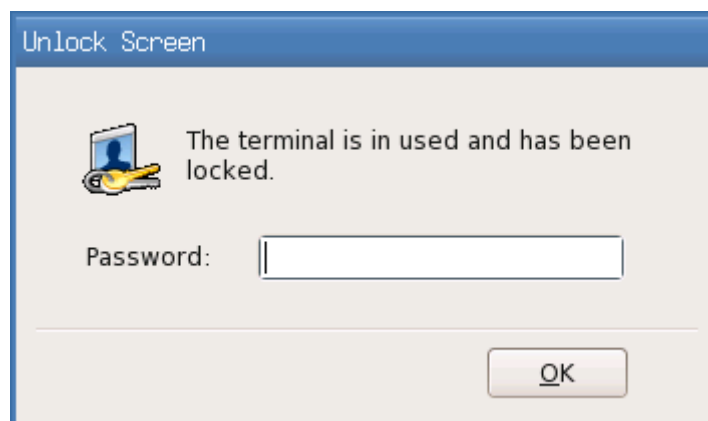 Unlock Screen
The terminal is in used and has been
locked.
Password:
OK